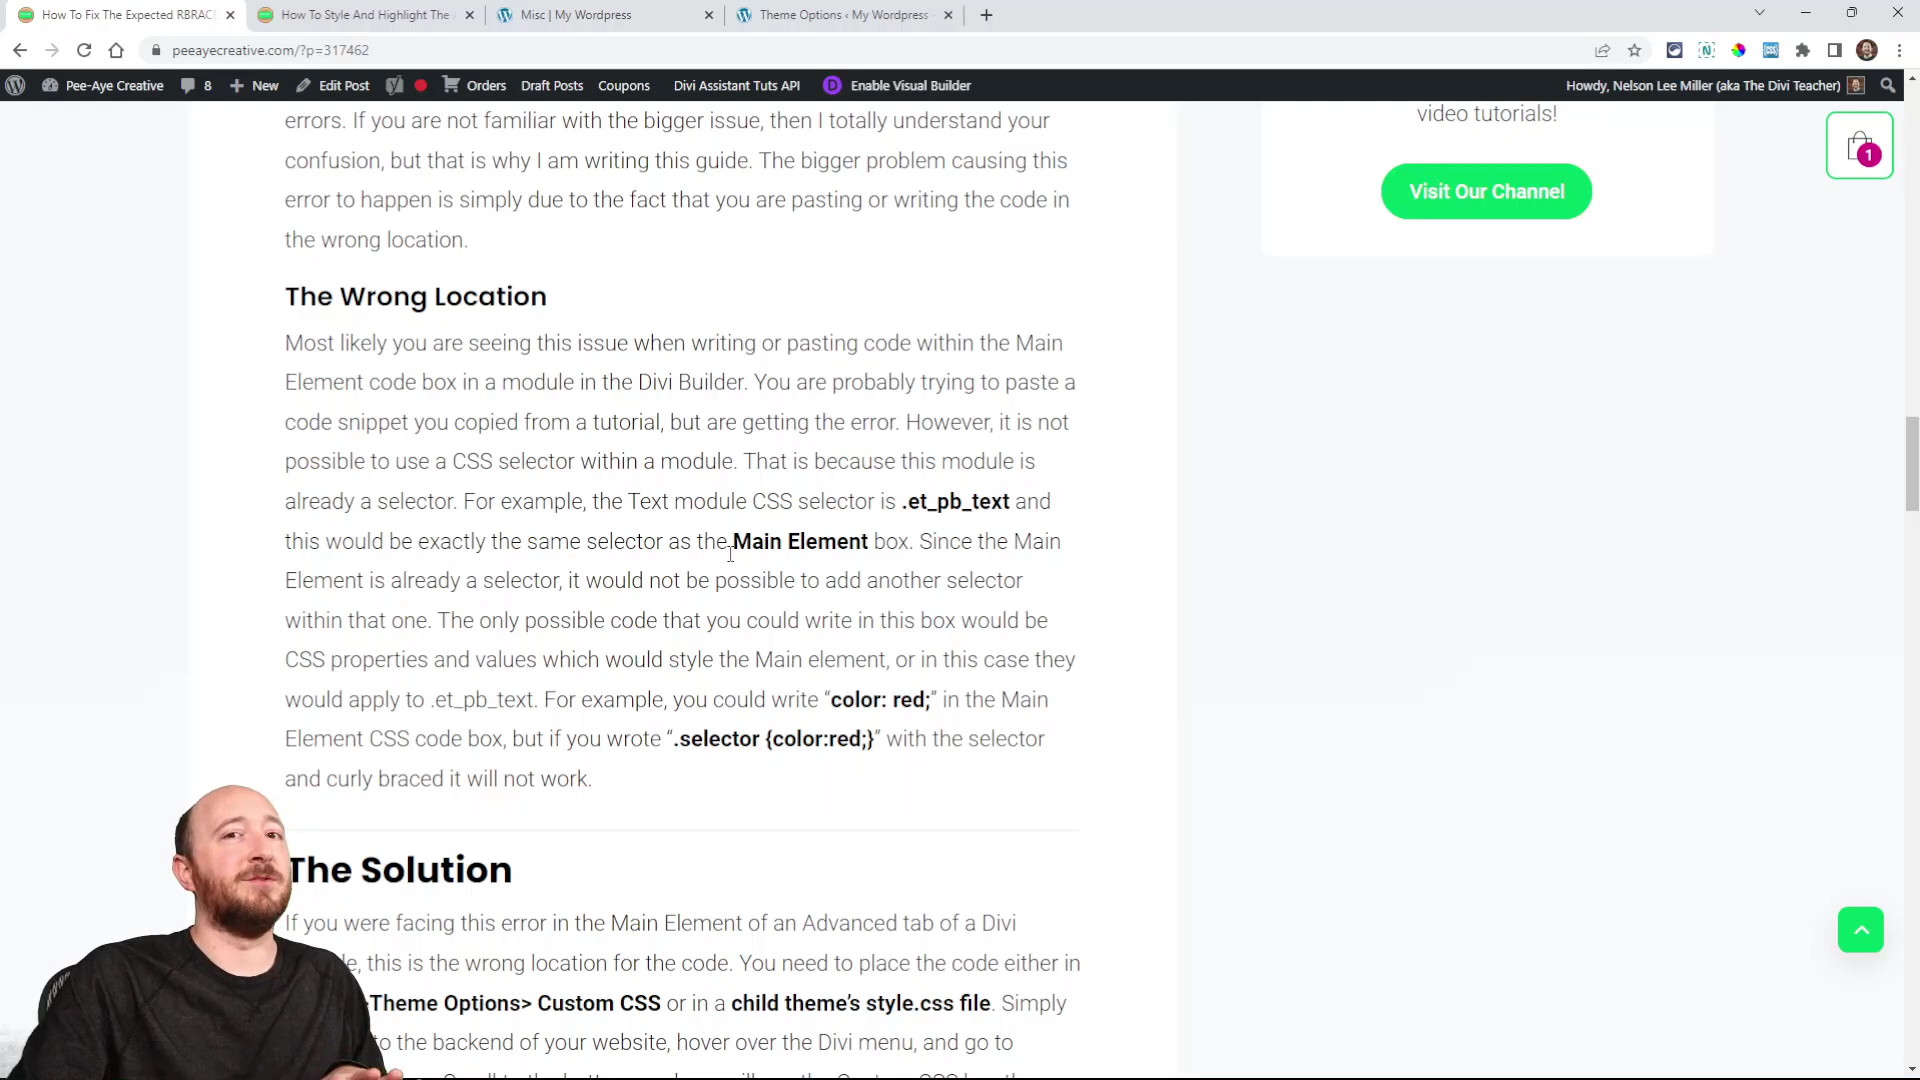 How To Fix The Expected RBRACE
How To Style And Highlight The
Misc | My Wordpress
Theme Options ‹ My Wordpress
peeayecreative.com/?p=317462
Pee-Aye Creative
8
New
Edit Post
Orders
Draft Posts
Coupons
Divi Assistant Tuts API
Enable Visual Builder
Howdy, Nelson Lee Miller (aka The Divi Teacher)
errors. If you are not familiar with the bigger issue, then I totally understand your
confusion, but that is why I am writing this guide. The bigger problem causing this
error to happen is simply due to the fact that you are pasting or writing the code in
the wrong location.
video tutorials!
Visit Our Channel
1
The Wrong Location
Most likely you are seeing this issue when writing or pasting code within the Main
Element code box in a module in the Divi Builder. You are probably trying to paste a
code snippet you copied from a tutorial, but are getting the error. However, it is not
possible to use a CSS selector within a module. That is because this module is
already a selector. For example, the Text module CSS selector is .et_pb_text and
this would be exactly the same selector as the Main Element box. Since the Main
Element is already a selector, it would not be possible to add another selector
within that one. The only possible code that you could write in this box would be
CSS properties and values which would style the Main element, or in this case they
would apply to .et_pb_text. For example, you could write “color: red;” in the Main
Element CSS code box, but if you wrote “.selector {color:red;}” with the selector
and curly braced it will not work.
The Solution
If you were facing this error in the Main Element of an Advanced tab of a Divi
, this is the wrong location for the code. You need to place the code either in
Theme Options> Custom CSS or in a child theme’s style.css file. Simply
the backend of your website, hover over the Divi menu, and go to